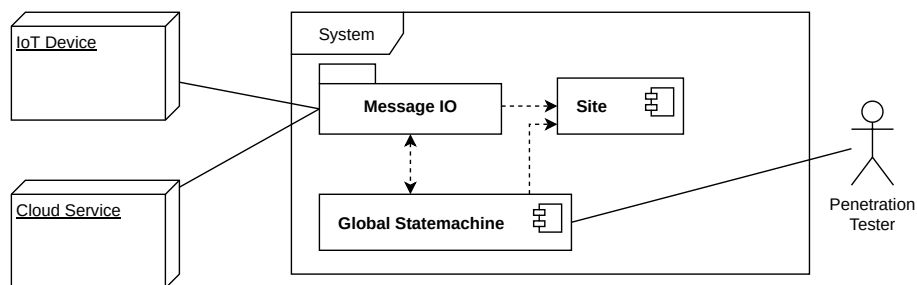 IoT Device
System
Message IO
Site
Cloud Service
Global Statemachine
Penetration
Tester